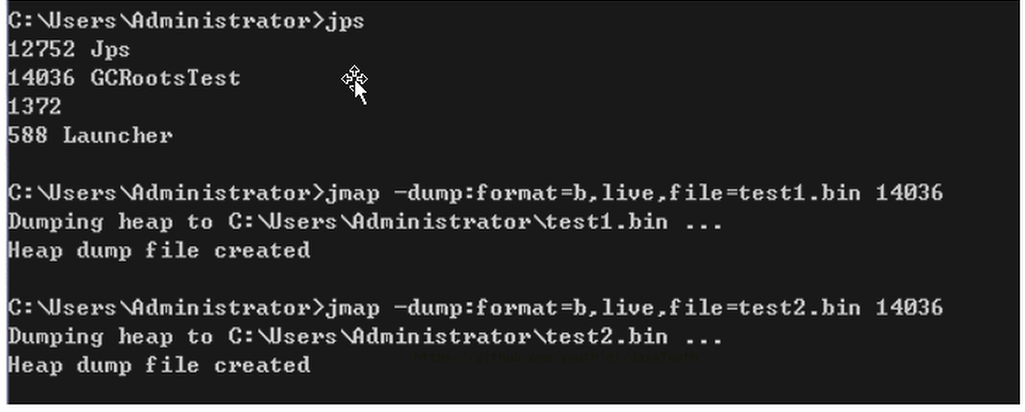 C:\Users\Administrator>jps
12752 Jps
14036 GCRootsTest
1372
588 Launcher
C:\Users\Administrator>jmap -dump:format=b,live,file=test1.bin 14036
Dumping heap to C:\Users\Administrator\test1.bin ...
Heap dump file created
C:\Users\Administrator>jmap -dump:format=b,live,file=test2.bin 14036
Dumping heap to C:\Users\Administrator\test2.bin ...
Heap dump file created